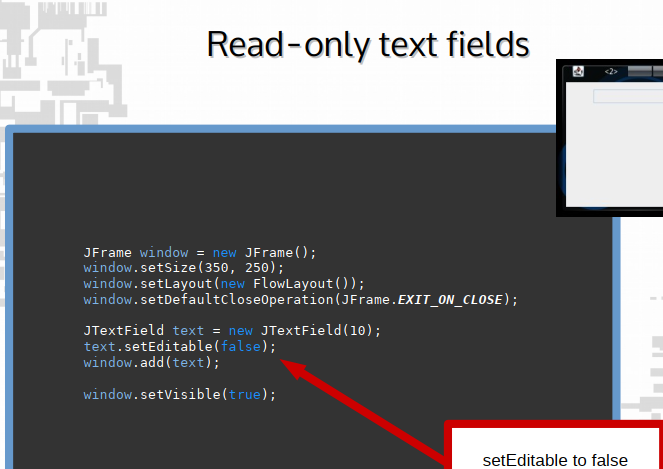 Read-only text fields
<2>
JFrame window = new JFrame();
window.setSize(350, 250);
window.setLayout(new FlowLayout());
window.setDefaultCloseOperation(JFrame.EXIT_ON_CLOSE);
JTextField text = new JTextField(10);
text.setEditable(false);
window.add(text);
window.setVisible(true);
setEditable to false